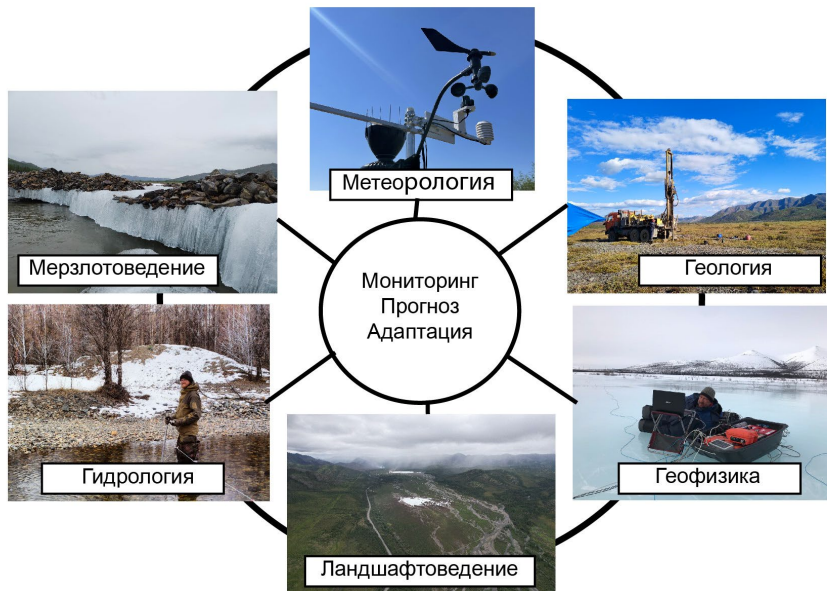 Метеорология
Мерзлотоведение
Геология
Мониторинг
Прогноз
Адаптация
Гидрология
Геофизика
Ландшафтоведение